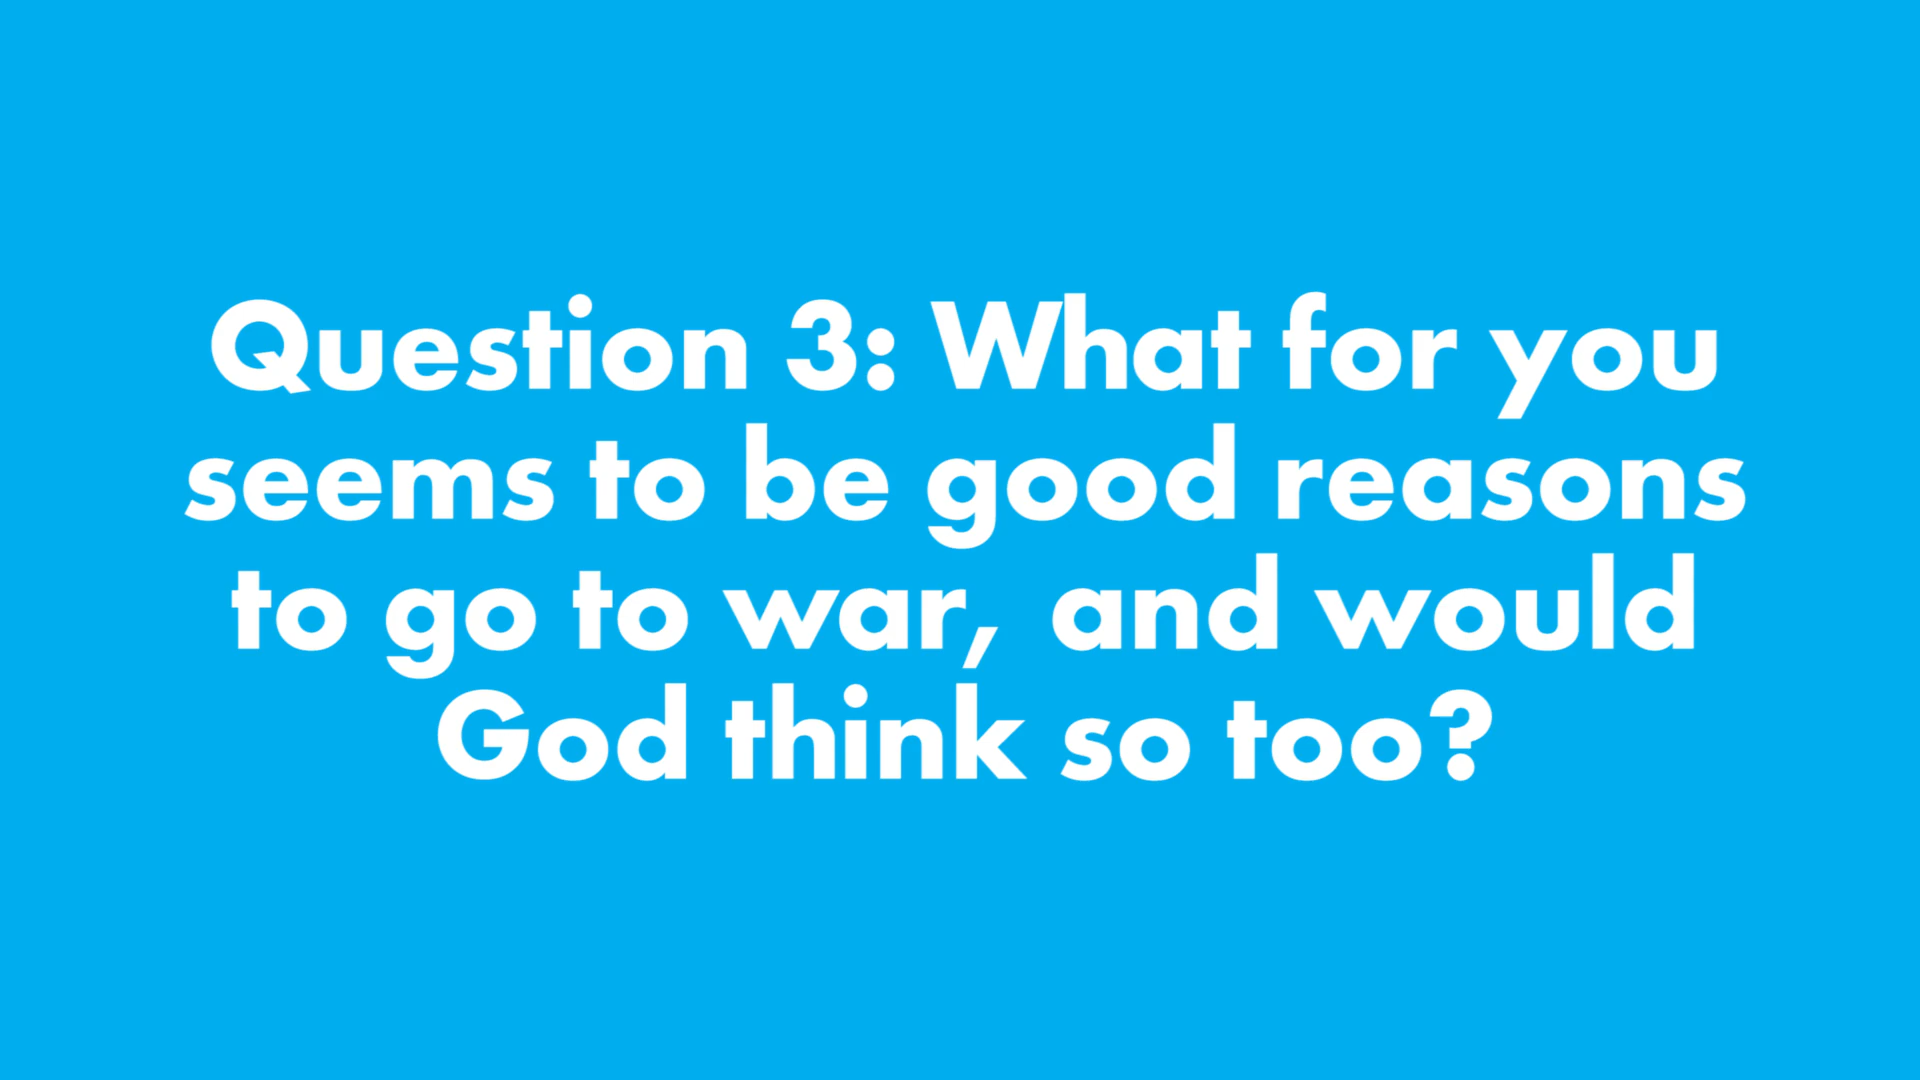 Question 3: What for you
seems to be good reasons
to go to war, and would
God think so too?